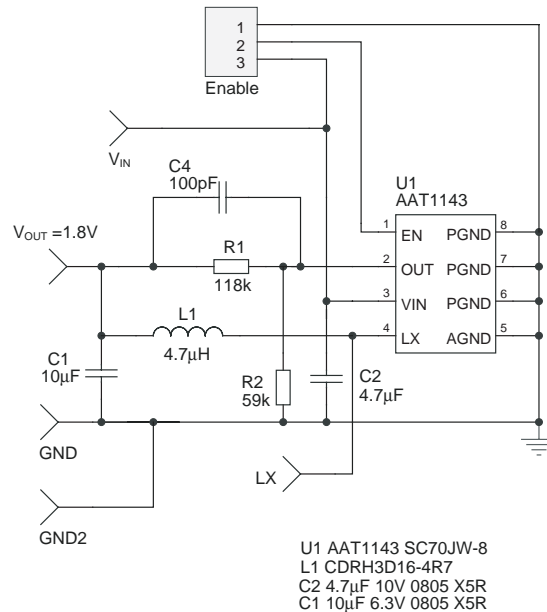 1
2
3
Enable
V_IN
C4
100pF
U1
AAT1143
V_OUT =1.8V
R1
118k
1 EN PGND 8
2 OUT PGND 7
3 VIN PGND 6
4 LX AGND 5
L1
4.7µH
C1
10µF
R2
59k
C2
4.7µF
GND
LX
GND2
U1 AAT1143 SC70JW-8
L1 CDRH3D16-4R7
C2 4.7µF 10V 0805 X5R
C1 10µF 6.3V 0805 X5R